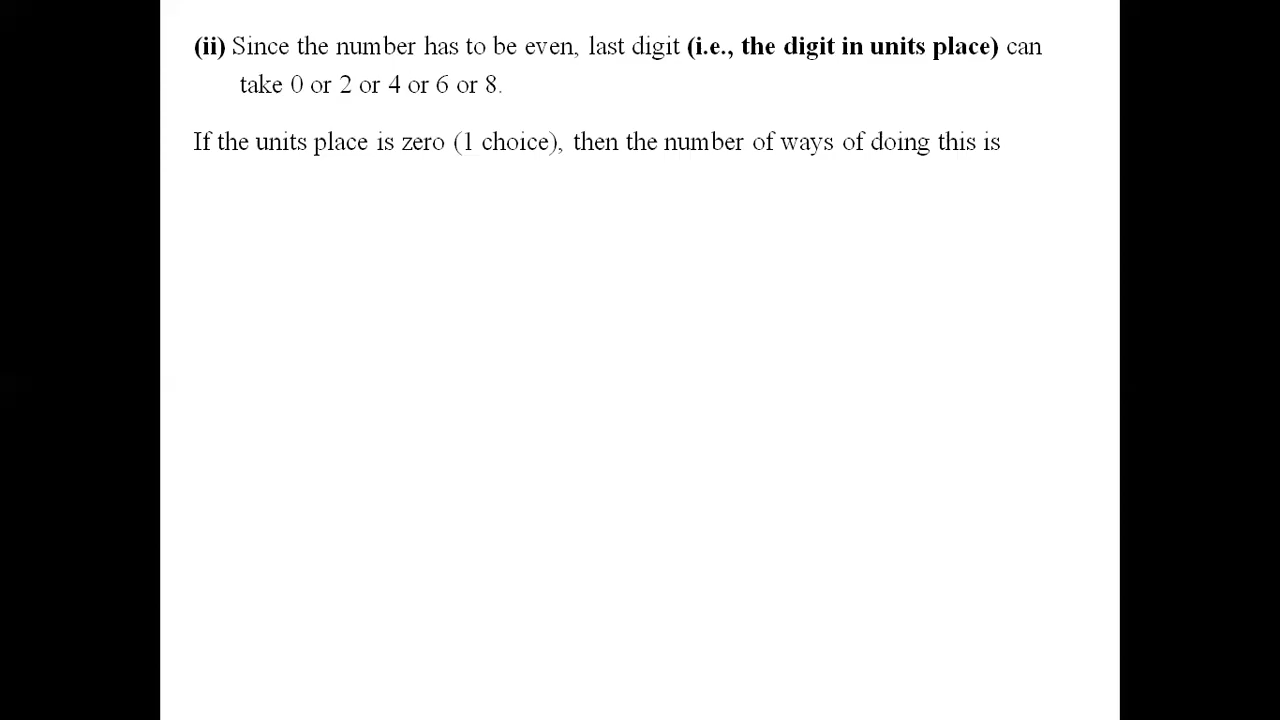 (ii) Since the number has to be even, last digit (i.e., the digit in units place) can
take 0 or 2 or 4 or 6 or 8.
If the units place is zero (1 choice), then the number of ways of doing this is